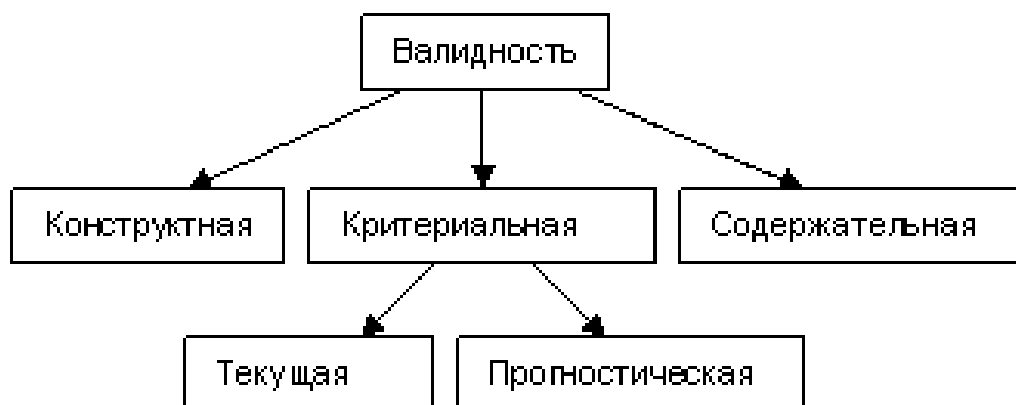 Валидность
Конструктная
Критериальная
Содержательная
Текущая
Прогностическая